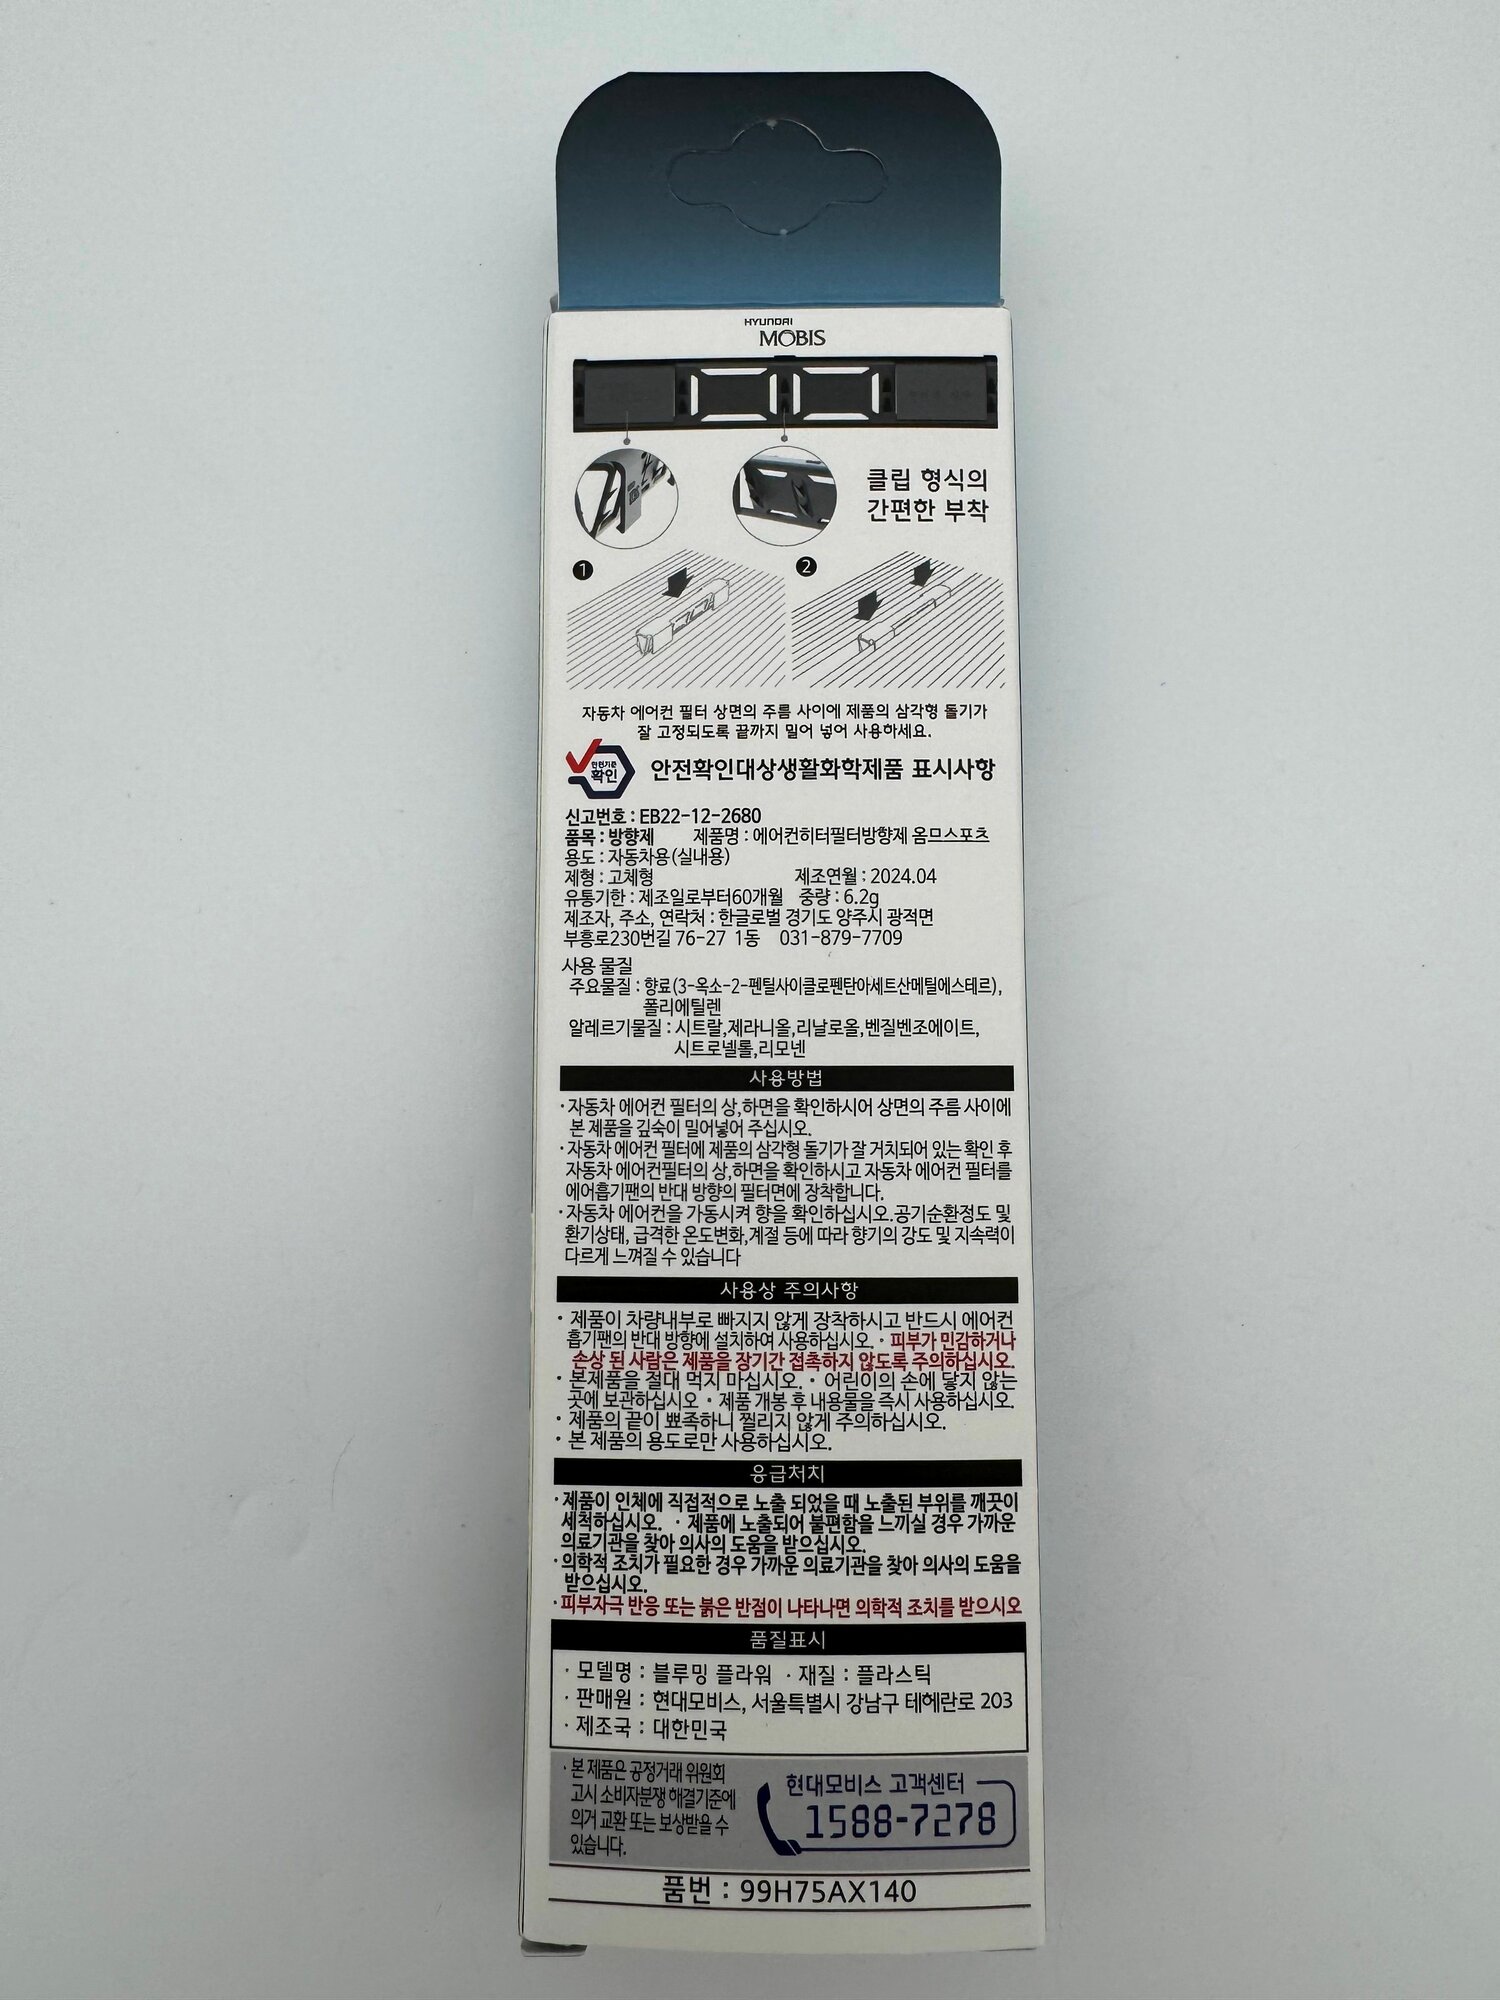 HYUNDAI
MOBIS
클립 형식의
간편한 부착
1
2
자동차 에어컨 필터 상면의 주름 사이에 제품의 삼각형 돌기가
잘 고정되도록 끝까지 밀어 넣어 사용하세요.
안전기준
확인
안전확인대상생활화학제품 표시사항
신고번호 : EB22-12-2680
품목 : 방향제 제품명 : 에어컨히터필터방향제 옴므스포츠
용도 : 자동차용(실내용)
제형 : 고체형 제조연월 : 2024.04
유통기한 : 제조일로부터60개월 중량 : 6.2g
제조자, 주소, 연락처 : 한글로벌 경기도 양주시 광적면
부흥로230번길 76-27 1동 031-879-7709
사용 물질
주요물질 : 향료(3-옥소-2-펜틸사이클로펜탄아세트산메틸에스테르),
폴리에틸렌
알레르기물질 : 시트랄,제라니올,리날로올,벤질벤조에이트,
시트로넬롤,리모넨
사용방법
·자동차 에어컨 필터의 상,하면을 확인하시어 상면의 주름 사이에
본 제품을 깊숙이 밀어넣어 주십시오.
·자동차 에어컨 필터에 제품의 삼각형 돌기가 잘 거치되어 있는 확인 후
자동차 에어컨필터의 상,하면을 확인하시고 자동차 에어컨 필터를
에어흡기팬의 반대 방향의 필터면에 장착합니다.
·자동차 에어컨을 가동시켜 향을 확인하십시오.공기순환정도 및
환기상태, 급격한 온도변화,계절 등에 따라 향기의 강도 및 지속력이
다르게 느껴질 수 있습니다
사용상 주의사항
· 제품이 차량내부로 빠지지 않게 장착하시고 반드시 에어컨
흡기팬의 반대 방향에 설치하여 사용하십시오. · 피부가 민감하거나
손상 된 사람은 제품을 장기간 접촉하지 않도록 주의하십시오.
· 본제품을 절대 먹지 마십시오. · 어린이의 손에 닿지 않는
곳에 보관하십시오 · 제품 개봉 후 내용물을 즉시 사용하십시오.
· 제품의 끝이 뾰족하니 찔리지 않게 주의하십시오.
· 본 제품의 용도로만 사용하십시오.
응급처치
·제품이 인체에 직접적으로 노출 되었을 때 노출된 부위를 깨끗이
세척하십시오. · 제품에 노출되어 불편함을 느끼실 경우 가까운
의료기관을 찾아 의사의 도움을 받으십시오.
·의학적 조치가 필요한 경우 가까운 의료기관을 찾아 의사의 도움을
받으십시오.
·피부자극 반응 또는 붉은 반점이 나타나면 의학적 조치를 받으시오
품질표시
· 모델명 : 블루밍 플라워 · 재질 : 플라스틱
· 판매원 : 현대모비스, 서울특별시 강남구 테헤란로 203
· 제조국 : 대한민국
· 본 제품은 공정거래 위원회
고시 소비자분쟁 해결기준에
의거 교환 또는 보상받을 수
있습니다.
현대모비스 고객센터
1588-7278
품번 : 99H75AX140